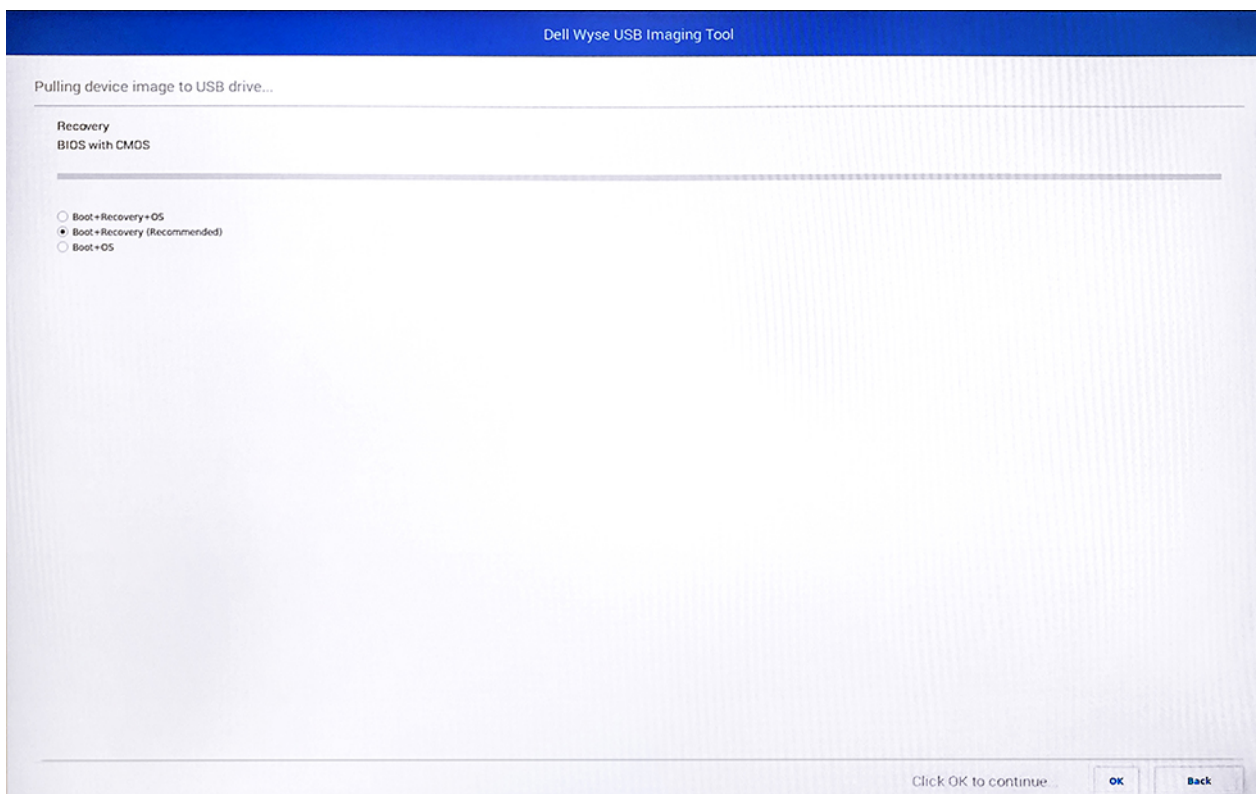 Dell Wyse USB Imaging Tool
Pulling device image to USB drive...
Recovery
BIOS with CMOS
Boot+Recovery+OS
Boot+Recovery (Recommended)
Boot+OS
Click OK to continue
OK
Back